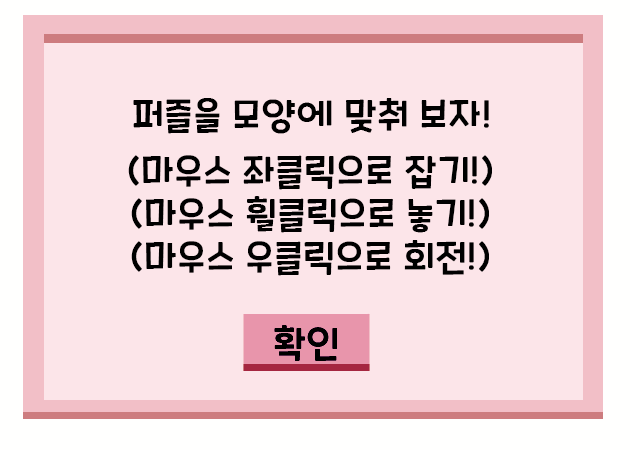 퍼즐을 모양에 맞춰 보자!
(마우스 좌클릭으로 잡기!)
(마우스 휠클릭으로 놓기!)
(마우스 우클릭으로 회전!)
확인